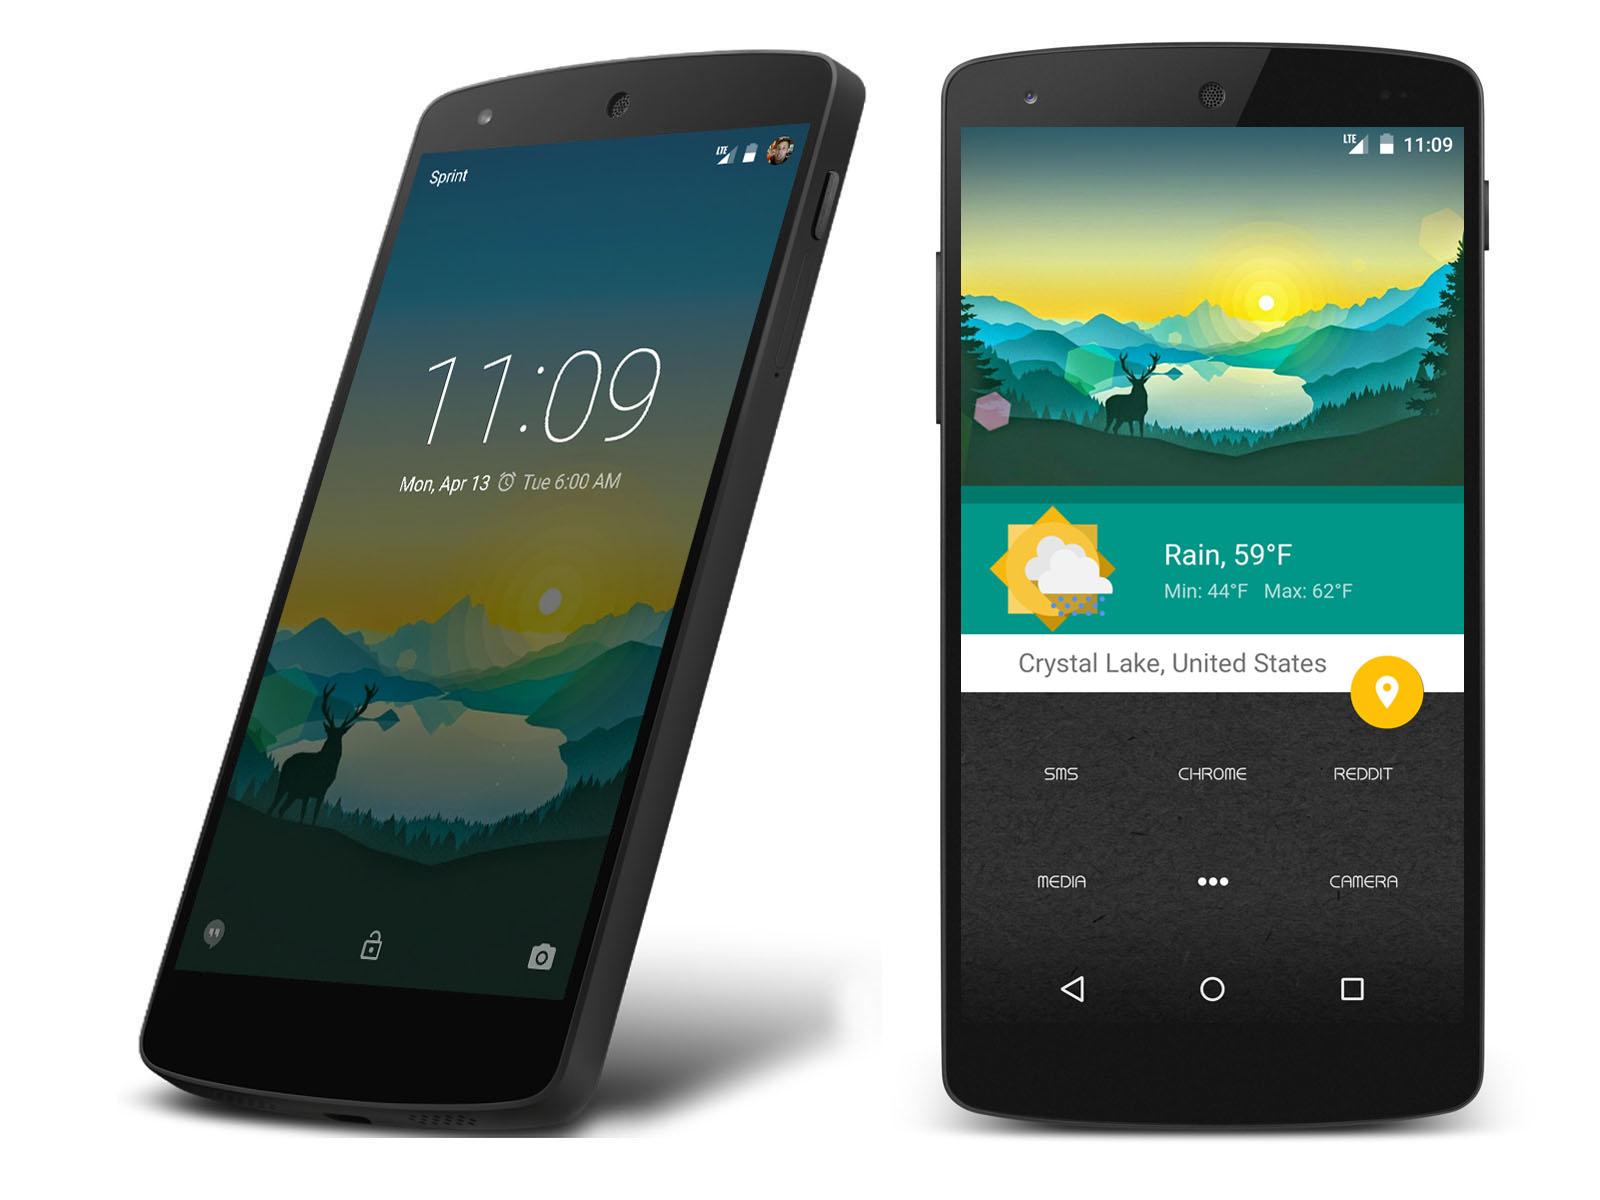 Sprint
LTE
11:09
Mon, Apr 13 Tue 6:00 AM
LTE 11:09
Rain, 59°F
Min: 44°F Max: 62°F
Crystal Lake, United States
SMS CHROME REDDIT
MEDIA CAMERA